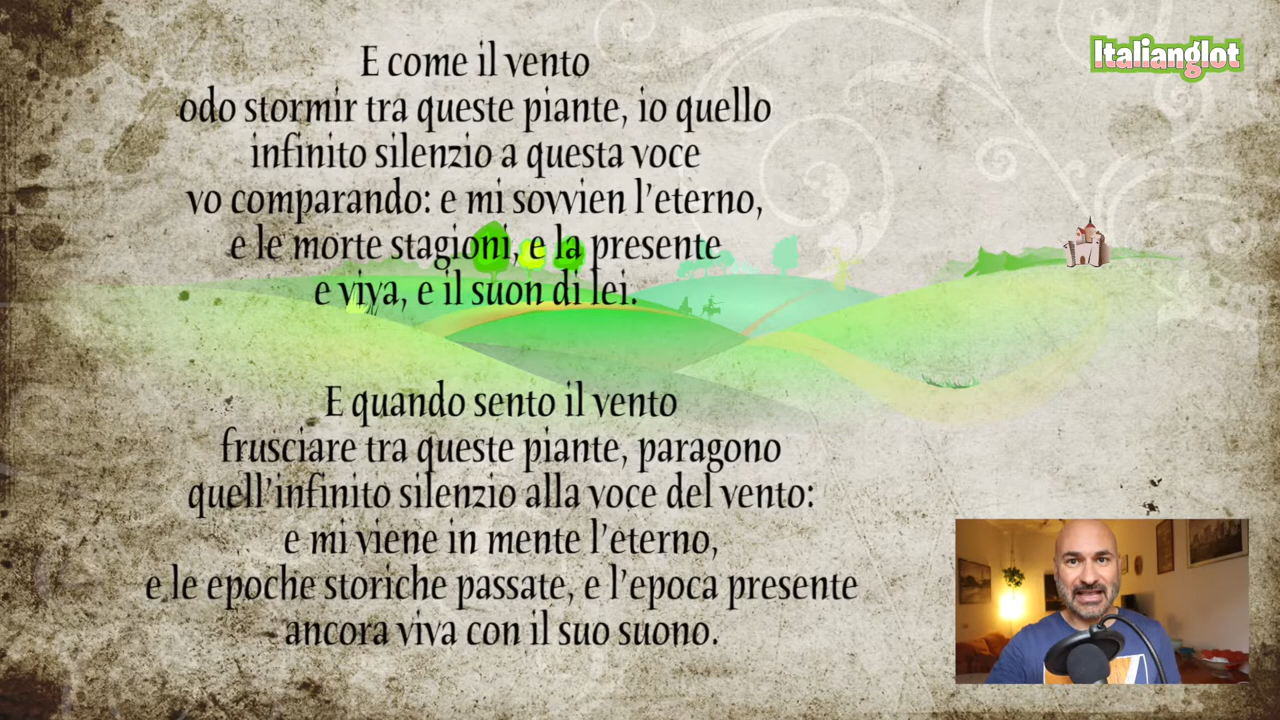 Italianglot
E come il vento
odo stormir tra queste piante, io quello
infinito silenzio a questa voce
vo comparando: e mi sovvien l'eterno,
e le morte stagioni, e la presente
e viva, e il suon di lei.
E quando sento il vento
frusciare tra queste piante, paragono
quell'infinito silenzio alla voce del vento:
e mi viene in mente l'eterno,
e le epoche storiche passate, e l'epoca presente
ancora viva con il suo suono.